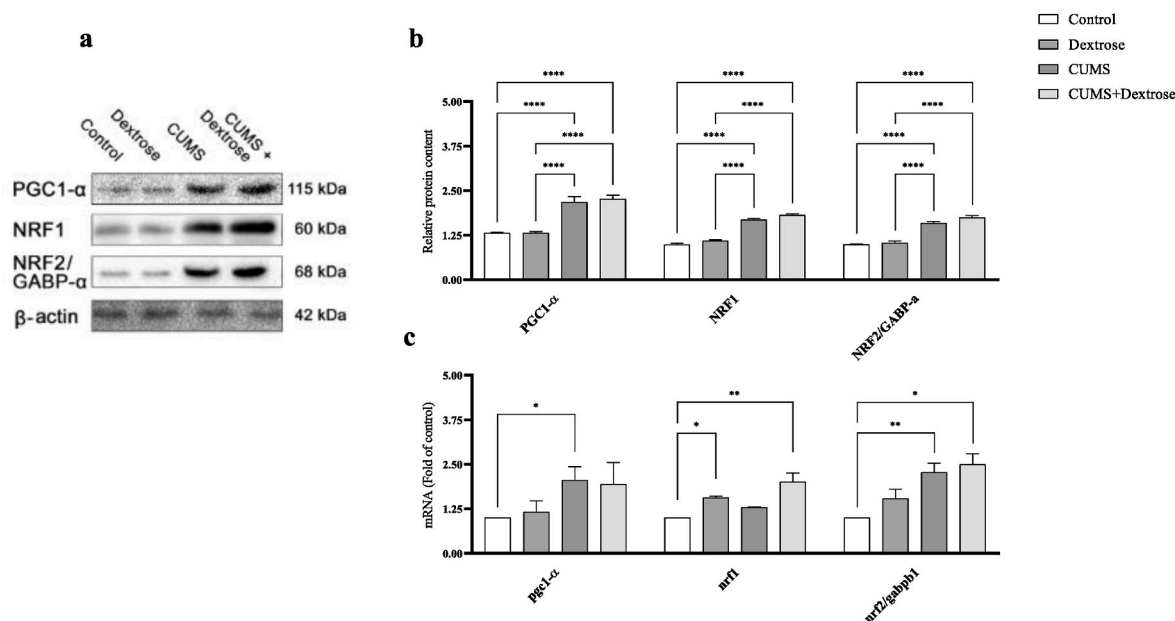 a
Control
Dextrose
CUMS
Dextrose
CUMS +
PGC1-α
115 kDa
NRF1
60 kDa
NRF2/
GABP-α
68 kDa
β-actin
42 kDa
b
Control
Dextrose
CUMS
CUMS+Dextrose
Relative protein content
5.00
3.75
2.50
1.25
0.00
****
****
****
****
****
****
****
****
****
****
****
****
PGC1-α
NRF1
NRF2/GABP-a
c
mRNA (Fold of control)
5.00
3.75
2.50
1.25
0.00
*
**
*
*
**
pgc1-α
nrf1
nrf2/gabpb1